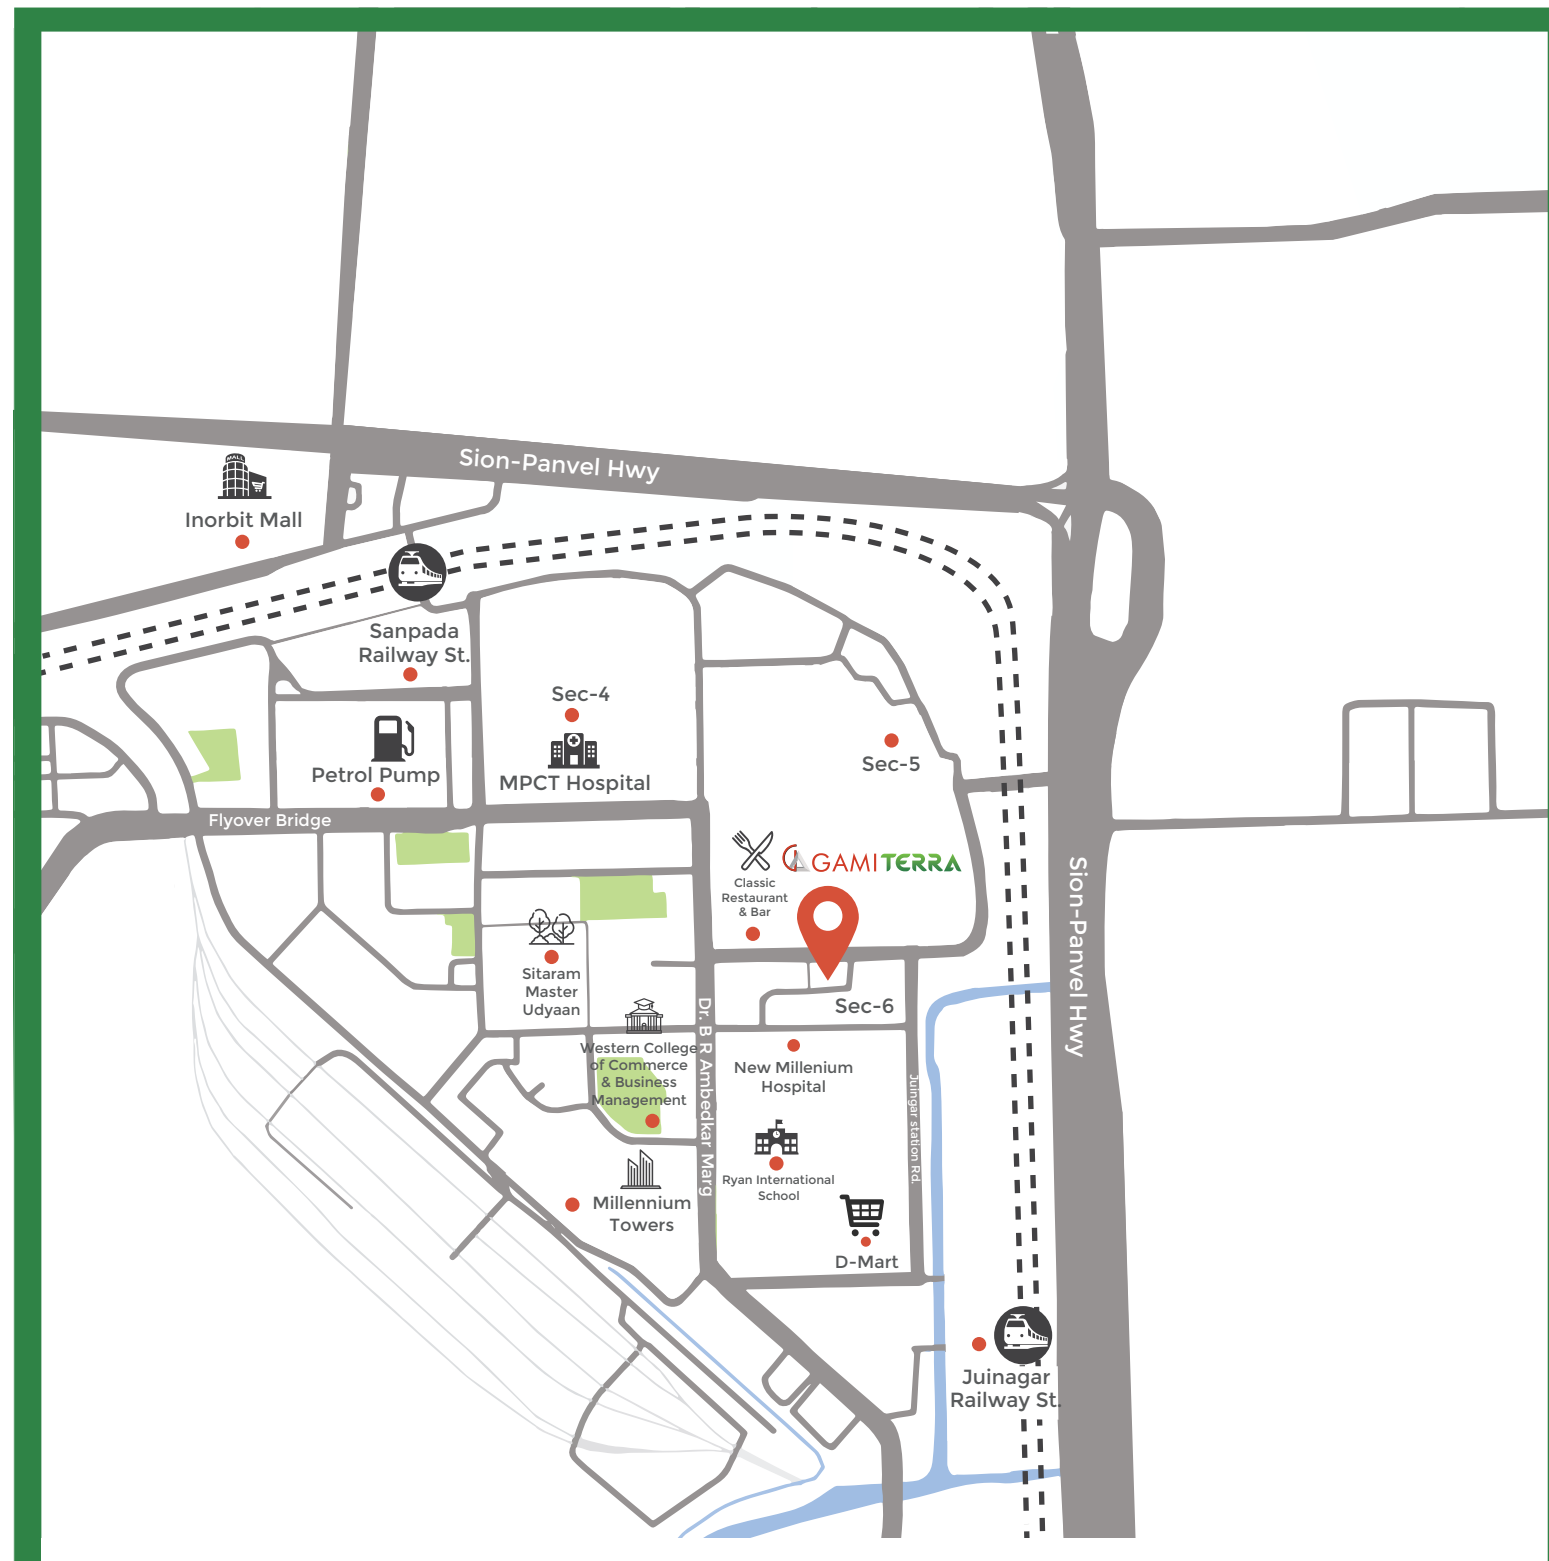 Sion-Panvel Hwy
MALL
Inorbit Mall
Sanpada
Railway St.
Sec-4
MPCT Hospital
Petrol Pump
Flyover Bridge
Sec-5
GAMITERRA
Classic
Restaurant
& Bar
Sion-Panvel Hwy
Sitaram
Master
Udyaan
Sec-6
Dr. B R Ambedkar Marg
Western College
of Commerce
& Business
Management
New Millenium
Hospital
Juingar station Rd.
Ryan International
School
Millennium
Towers
D-Mart
Juinagar
Railway St.